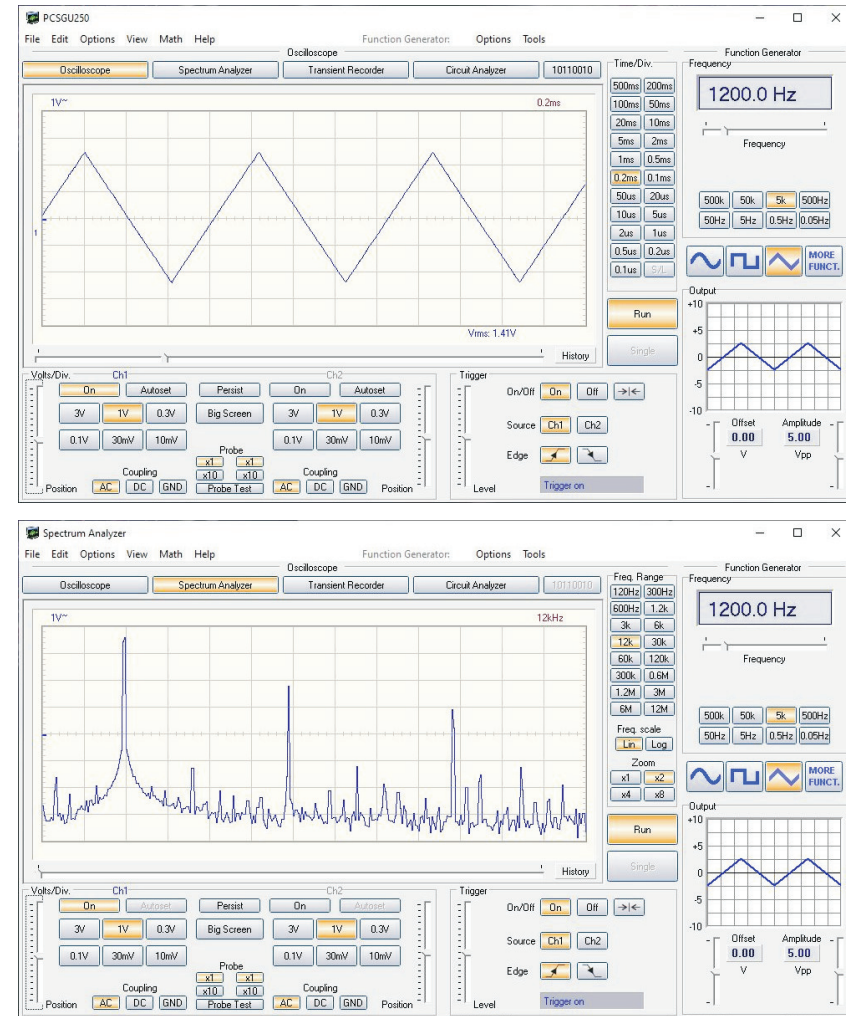 PCSGU250
File Edit Options View Math Help Function Generator: Options Tools
Oscilloscope
Oscilloscope Spectrum Analyzer Transient Recorder Circuit Analyzer 10110010
1V~ 0.2ms
1
Vrms: 1.41V
History
Time/Div.
500ms 200ms
100ms 50ms
20ms 10ms
5ms 2ms
1ms 0.5ms
0.2ms 0.1ms
50us 20us
10us 5us
2us 1us
0.5us 0.2us
0.1us S/L
Run
Single
Function Generator
Frequency
1200.0 Hz
Frequency
500k 50k 5k 500Hz
50Hz 5Hz 0.5Hz 0.05Hz
MORE
FUNCT.
Output
+10
+5
0
-5
-10
Offset Amplitude
0.00 5.00
V Vpp
Volts/Div. Ch1 Ch2
On Autoset Persist On Autoset
3V 1V 0.3V Big Screen 3V 1V 0.3V
0.1V 30mV 10mV 0.1V 30mV 10mV
Probe
x1 x1
Coupling x10 x10 Coupling
Position AC DC GND Probe Test AC DC GND Position
Trigger
On/Off On Off
Source Ch1 Ch2
Edge
Level Trigger on
Spectrum Analyzer
File Edit Options View Math Help Function Generator: Options Tools
Oscilloscope
Oscilloscope Spectrum Analyzer Transient Recorder Circuit Analyzer 10110010
1V~ 12kHz
History
Freq. Range
120Hz 300Hz
600Hz 1.2k
3k 6k
12k 30k
60k 120k
300k 0.6M
1.2M 3M
6M 12M
Freq. scale
Lin Log
Zoom
x1 x2
x4 x8
Run
Single
Function Generator
Frequency
1200.0 Hz
Frequency
500k 50k 5k 500Hz
50Hz 5Hz 0.5Hz 0.05Hz
MORE
FUNCT.
Output
+10
+5
0
-5
-10
Offset Amplitude
0.00 5.00
V Vpp
Volts/Div. Ch1 Ch2
On Autoset Persist On Autoset
3V 1V 0.3V Big Screen 3V 1V 0.3V
0.1V 30mV 10mV 0.1V 30mV 10mV
Probe
x1 x1
Coupling x10 x10 Coupling
Position AC DC GND Probe Test AC DC GND Position
Trigger
On/Off On Off
Source Ch1 Ch2
Edge
Level Trigger on